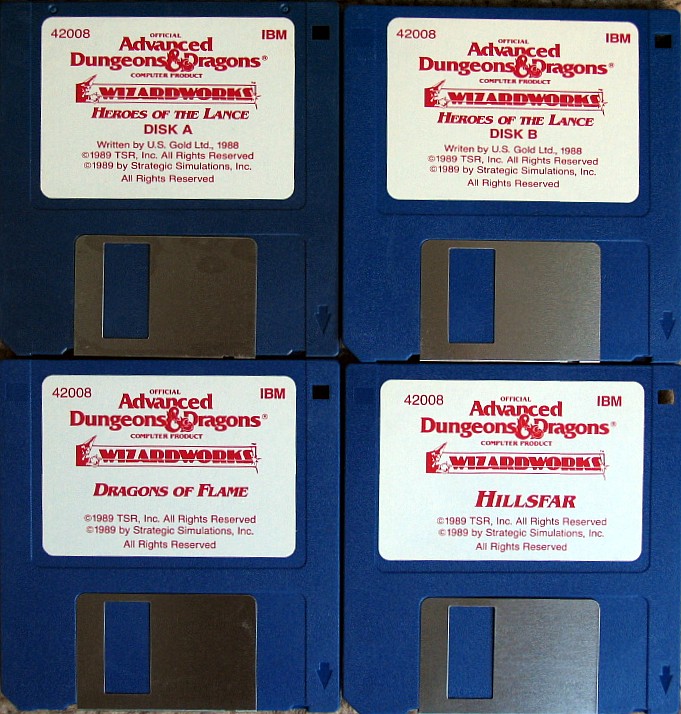 42008 IBM
OFFICIAL
Advanced
Dungeons & Dragons®
COMPUTER PRODUCT
WIZARDWORKS™
HEROES OF THE LANCE
DISK A
Written by U.S. Gold Ltd., 1988
©1989 TSR, Inc. All Rights Reserved
©1989 by Strategic Simulations, Inc.
All Rights Reserved
42008 IBM
OFFICIAL
Advanced
Dungeons & Dragons®
COMPUTER PRODUCT
WIZARDWORKS™
HEROES OF THE LANCE
DISK B
Writen by U.S. Gold Ltd., 1988
©1989 TSR, Inc. All Rights Reserved
©1989 by Strategic Simulations, Inc.
All Rights Reserved
42008 IBM
OFFICIAL
Advanced
Dungeons & Dragons®
COMPUTER PRODUCT
WIZARDWORKS™
DRAGONS OF FLAME
©1989 TSR, Inc. All Rights Reserved
©1989 by Strategic Simulations, Inc.
All Rights Reserved
42008 IBM
OFFICIAL
Advanced
Dungeons & Dragons®
COMPUTER PRODUCT
WIZARDWORKS™
HILLSFAR
©1989 TSR, Inc. All Rights Reserved
©1989 by Strategic Simulations, Inc.
All Rights Reserved